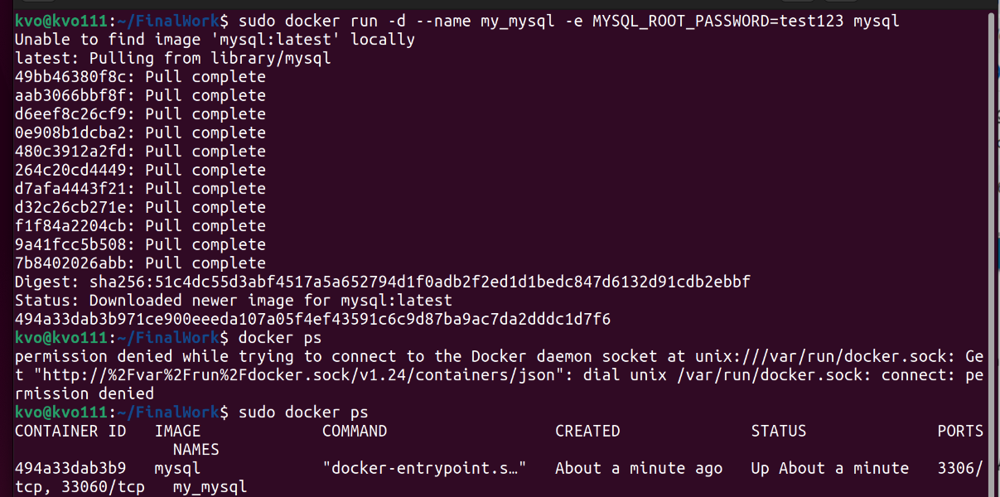 kvo@kvo111:~/FinalWork$ sudo docker run -d --name my_mysql -e MYSQL_ROOT_PASSWORD=test123 mysql
Unable to find image 'mysql:latest' locally
latest: Pulling from library/mysql
49bb46380f8c: Pull complete
aab3066bbf8f: Pull complete
d6eef8c26cf9: Pull complete
0e908b1dcba2: Pull complete
480c3912a2fd: Pull complete
264c20cd4449: Pull complete
d7afa4443f21: Pull complete
d32c26cb271e: Pull complete
f1f84a2204cb: Pull complete
9a41fcc5b508: Pull complete
7b8402026abb: Pull complete
Digest: sha256:51c4dc55d3abf4517a5a652794d1f0adb2f2ed1d1bedc847d6132d91cdb2ebbf
Status: Downloaded newer image for mysql:latest
494a33dab3b971ce900eeeda107a05f4ef43591c6c9d87ba9ac7da2dddc1d7f6
kvo@kvo111:~/FinalWork$ docker ps
permission denied while trying to connect to the Docker daemon socket at unix:///var/run/docker.sock: Ge
t "http://%2Fvar%2Frun%2Fdocker.sock/v1.24/containers/json": dial unix /var/run/docker.sock: connect: pe
rmission denied
kvo@kvo111:~/FinalWork$ sudo docker ps
CONTAINER ID   IMAGE             COMMAND                  CREATED              STATUS              PORTS
                 NAMES
494a33dab3b9   mysql             "docker-entrypoint.s…"   About a minute ago   Up About a minute   3306/
tcp, 33060/tcp   my_mysql